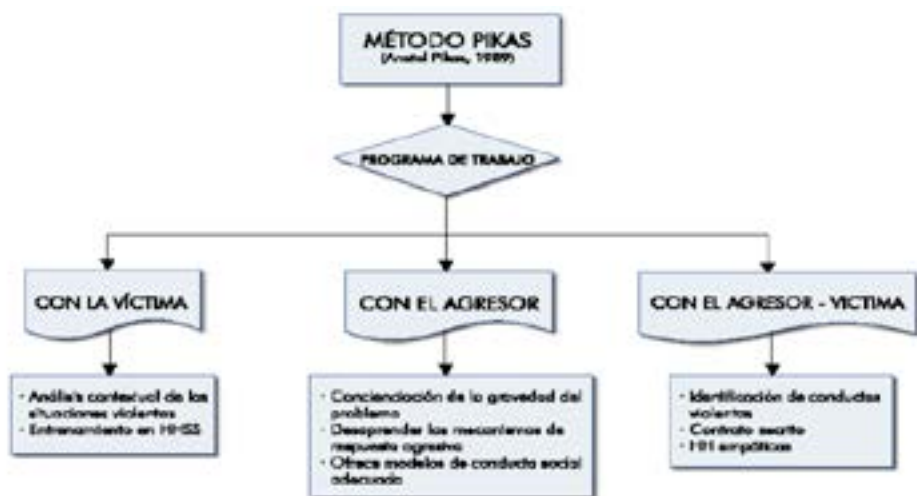 MÉTODO PIKAS
(Anatol Pikas, 1989)
PROGRAMA DE TRABAJO
CON LA VÍCTIMA
CON EL AGRESOR
CON EL AGRESOR - VICTIMA
· Análisis contextual de las
situaciones violentas
· Entrenamiento en HHSS
· Concienciación de la gravedad del
problema
· Desaprender los mecanismos de
respuesta agresiva
· Ofrece modelos de conducta social
adecuada
· Identificación de conductas
violentas
· Contrato escrito
· HH empáticas